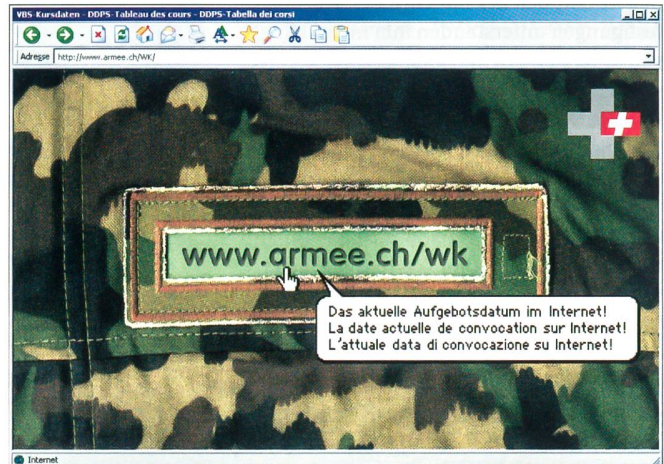 VBS-Kursdaten - DDPS-Tableau des cours - DDPS-Tabella dei corsi
Adresse http://www.armee.ch/WK/
www.armee.ch/wk
Das aktuelle Aufgebotsdatum im Internet!
La date actuelle de convocation sur Internet!
L'attuale data di convocazione su Internet!
Internet